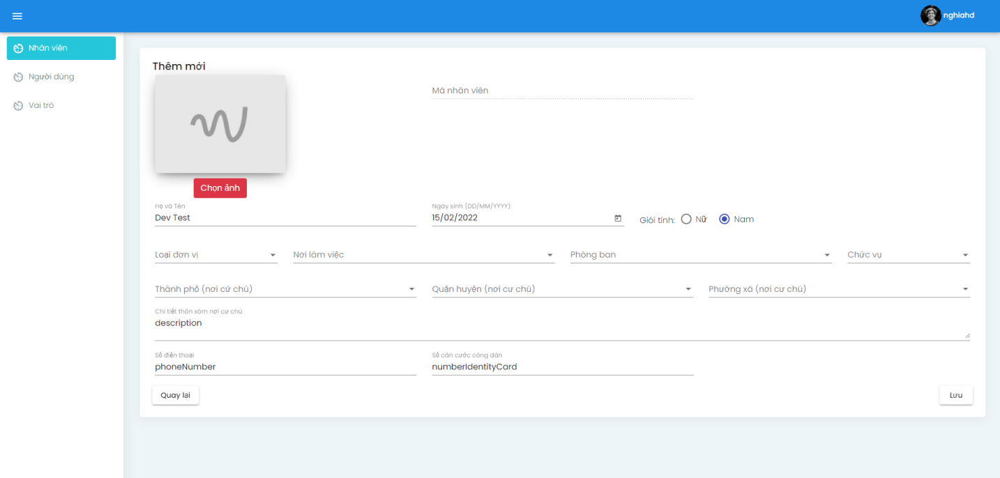 nghiahd
Nhân viên
Người dùng
Vai trò
Thêm mới
Mã nhân viên
Chọn ảnh
Họ và Tên
Dev Test
Ngày sinh (DD/MM/YYYY)
15/02/2022
Giói tính: Nữ Nam
Loại đơn vị Nơi làm việc Phòng ban Chức vụ
Thành phố (nơi cứ chú) Quận huyện (nơi cư chú) Phường xã (nơi cư chú)
Chi tiết thôn xóm nơi cư chú
description
Số điện thoại
phoneNumber
Số căn cước công dân
numberIdentityCard
Quay lại Lưu